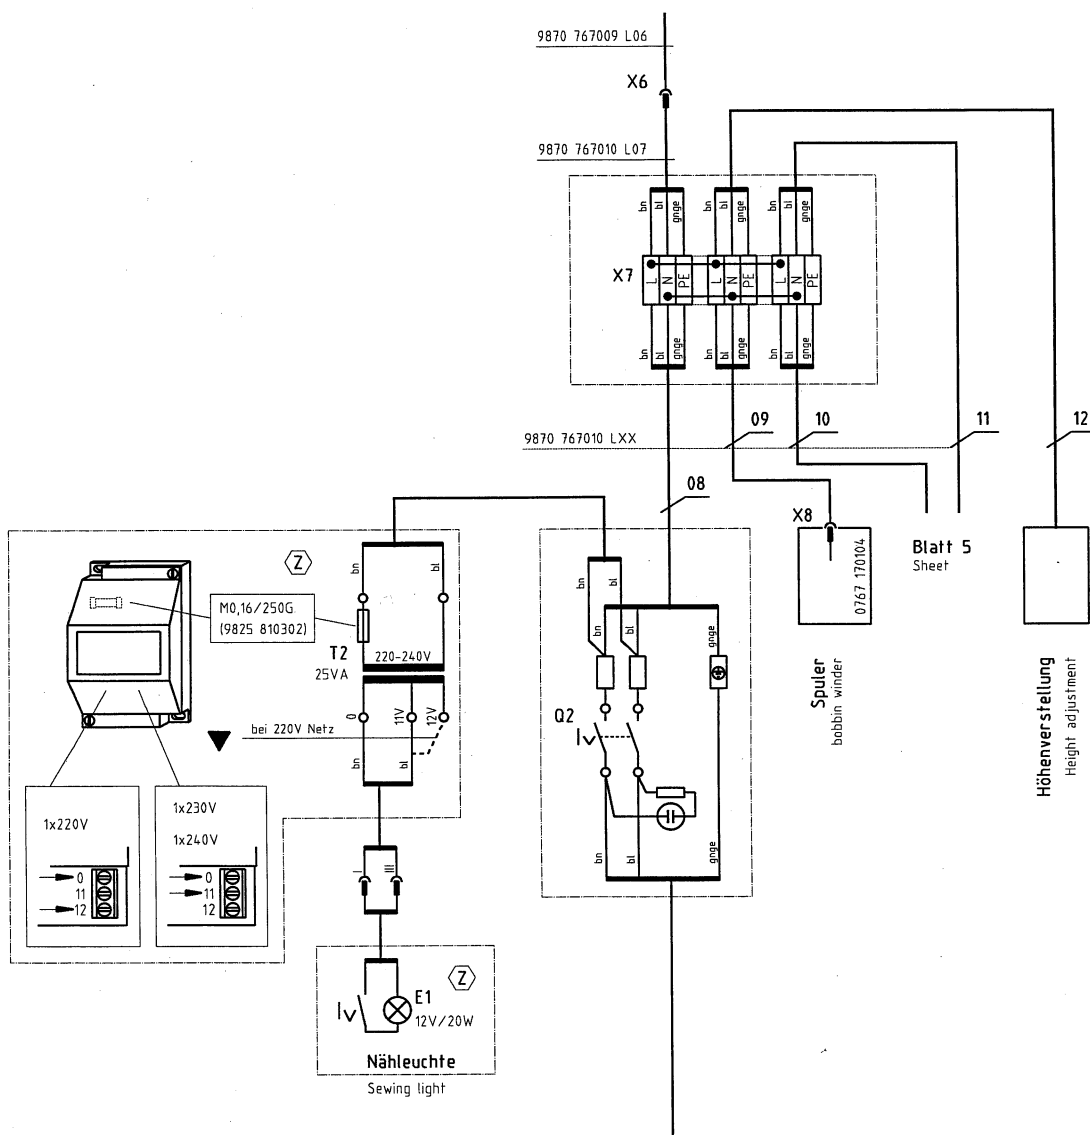 9870 767009 L06
X6
9870 767010 L07
bn
bl
gnge
bn
bl
gnge
bn
bl
gnge
X7
L
N
PE
L
N
PE
L
N
PE
bn
bl
gnge
bn
bl
gnge
bn
bl
gnge
9870 767010 LXX
09
10
11
12
08
X8
0767 170104
Spuler
bobbin winder
Blatt 5
Sheet
Höhenverstellung
Height adjustment
Z
bn
bl
M0,16/250G
(9825 810302)
T2
25VA
220-240V
0
11V
12V
bei 220V Netz
bn
bl
bn
bl
bn
bl
gnge
Q2
bn
bl
gnge
1x220V
0
11
12
1x230V
1x240V
0
11
12
I
III
Z
E1
12V/20W
Nähleuchte
Sewing light